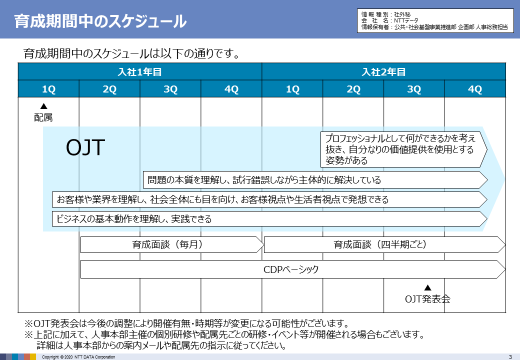 育成期間中のスケジュール
情報種別：社外秘
会社名：NTTデータ
情報保有者：公共・社会基盤事業推進部 企画部 人事総務担当
育成期間中のスケジュールは以下の通りです。
入社1年目
入社2年目
1Q
2Q
3Q
4Q
1Q
2Q
3Q
4Q
▲
配属
OJT
プロフェッショナルとして何ができるかを考え
抜き、自分なりの価値提供を使用とする
姿勢がある
問題の本質を理解し、試行錯誤しながら主体的に解決している
お客様や業界を理解し、社会全体にも目を向け、お客様視点や生活者視点で発想できる
ビジネスの基本動作を理解し、実践できる
育成面談（毎月）
育成面談（四半期ごと）
CDPベーシック
▲
OJT発表会
※OJT発表会は今後の調整により開催有無・時期等が変更になる可能性がございます。
※上記に加えて、人事本部主催の個別研修や配属先ごとの研修・イベント等が開催される場合もございます。
詳細は人事本部からの案内メールや配属先の指示に従ってください。
Copyright © 2020 NTT DATA Corporation
3